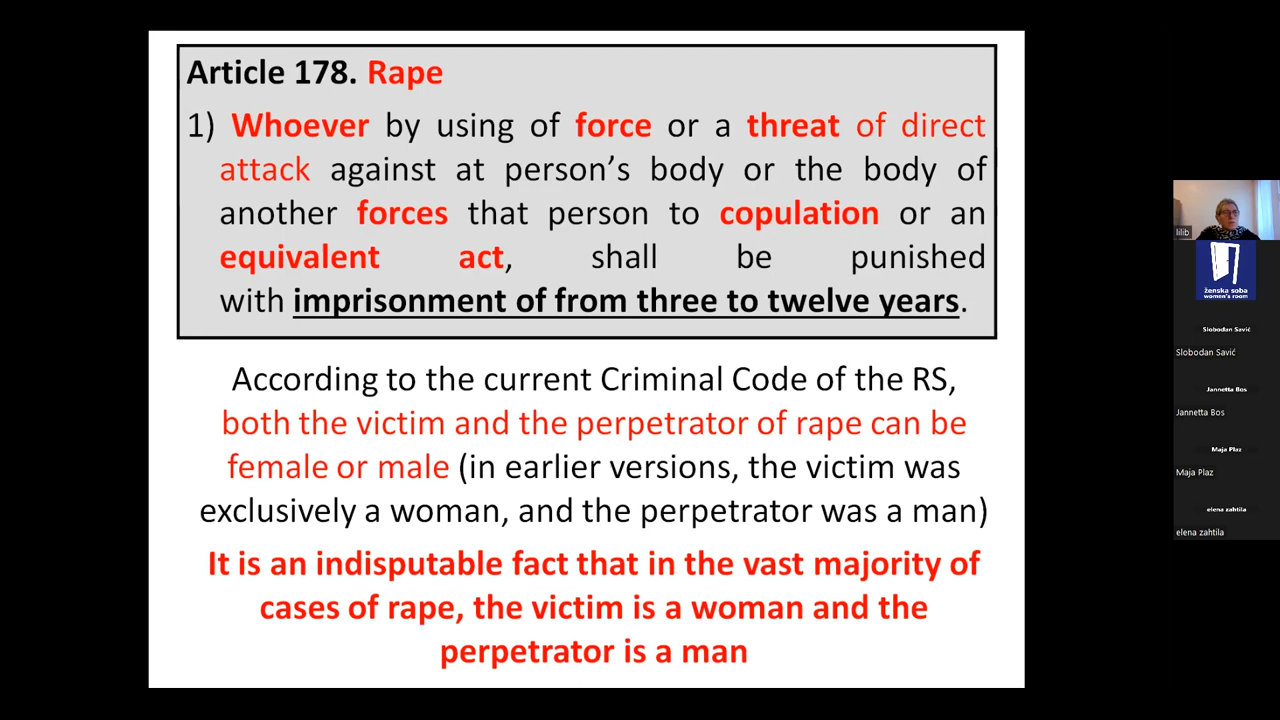 Article 178. Rape
1) Whoever by using of force or a threat of direct
attack against at person's body or the body of
another forces that person to copulation or an
equivalent act, shall be punished
with imprisonment of from three to twelve years.
According to the current Criminal Code of the RS,
both the victim and the perpetrator of rape can be
female or male (in earlier versions, the victim was
exclusively a woman, and the perpetrator was a man)
It is an indisputable fact that in the vast majority of
cases of rape, the victim is a woman and the
perpetrator is a man
lilib
ženska soba
women's room
Slobodan Savić
Slobodan Savić
Jannetta Bos
Jannetta Bos
Maja Plaz
Maja Plaz
elena zahtila
elena zahtila